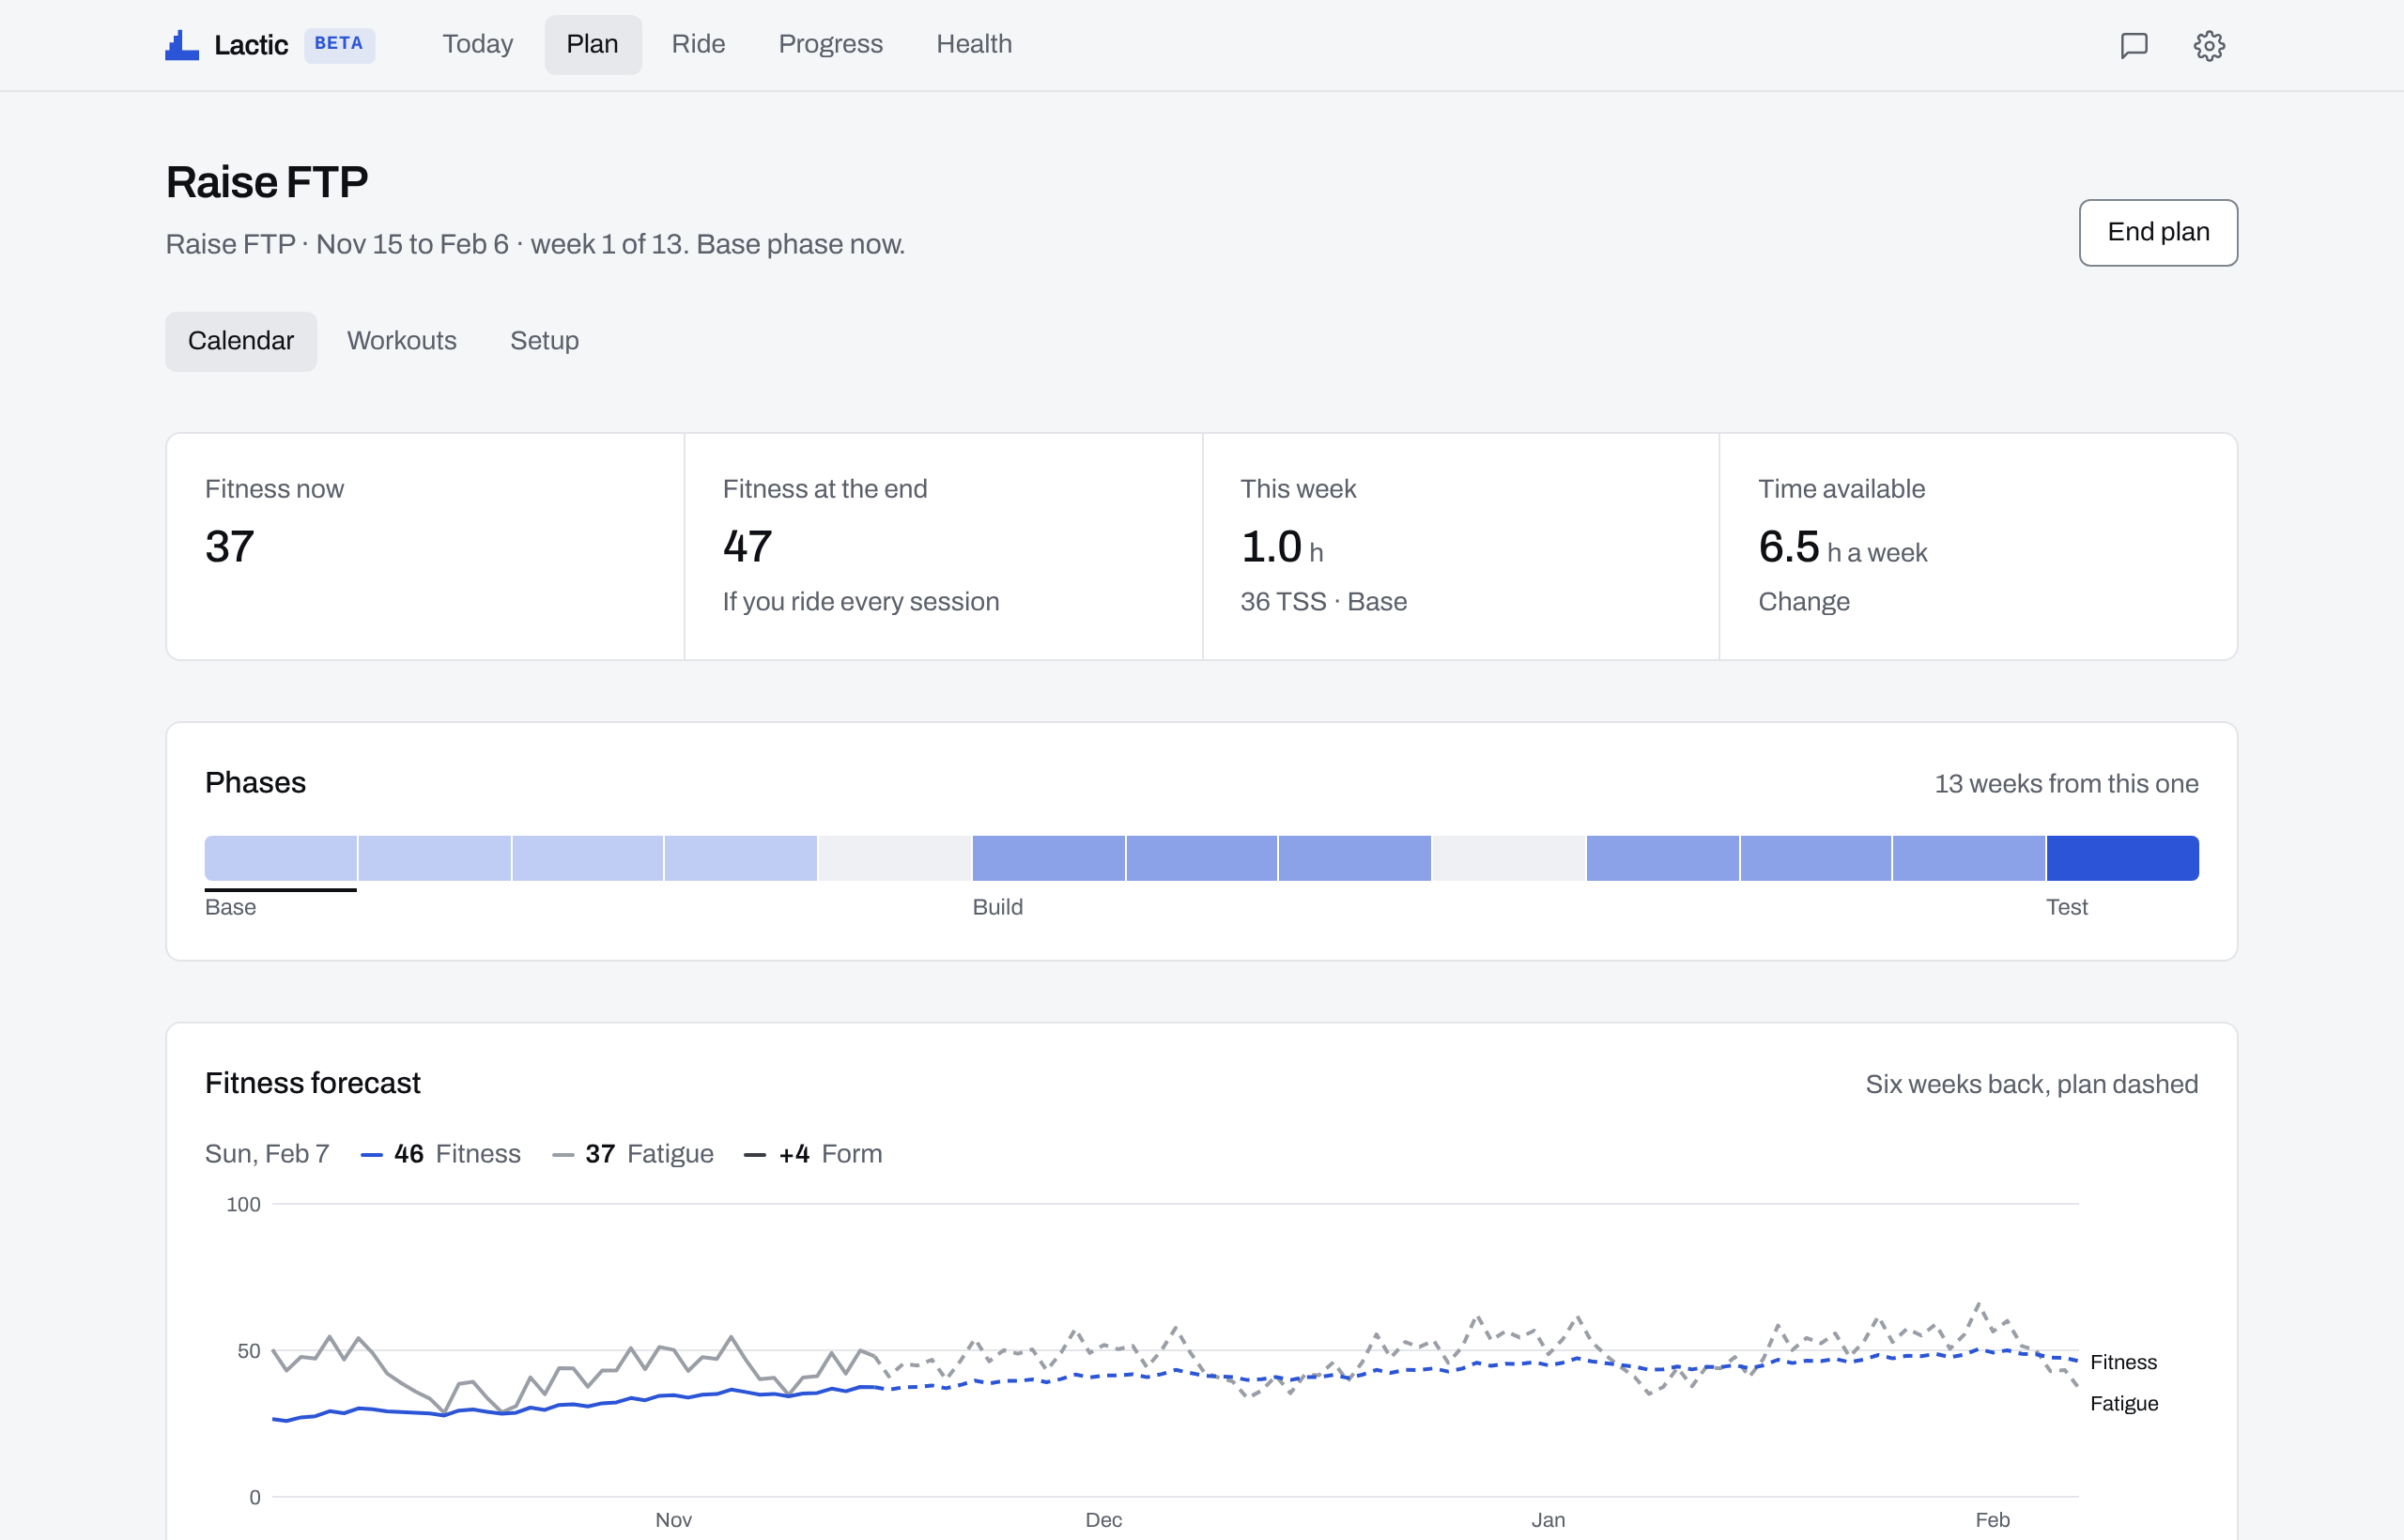 Lactic BETA Today Plan Ride Progress Health
Raise FTP
Raise FTP · Nov 15 to Feb 6 · week 1 of 13. Base phase now.
End plan
Calendar Workouts Setup
Fitness now
37
Fitness at the end
47
If you ride every session
This week
1.0 h
36 TSS · Base
Time available
6.5 h a week
Change
Phases
13 weeks from this one
Base Build Test
Fitness forecast
Six weeks back, plan dashed
Sun, Feb 7 46 Fitness 37 Fatigue +4 Form
100
50
0
Fitness
Fatigue
Nov Dec Jan Feb